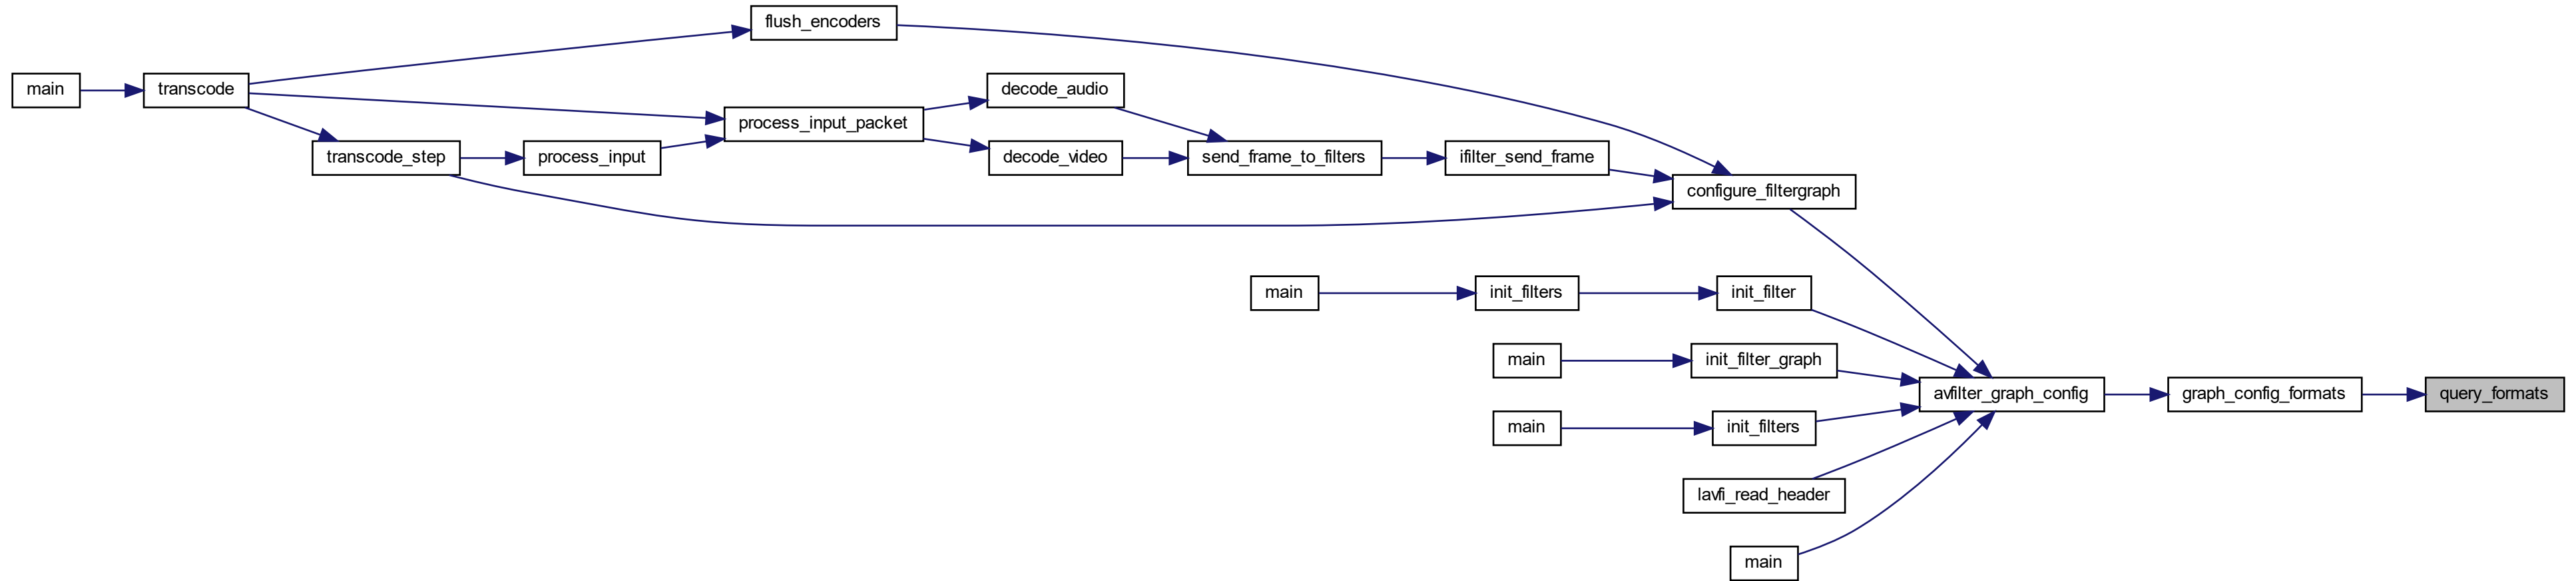 flush_encoders
main
transcode
decode_audio
process_input_packet
transcode_step
process_input
decode_video
send_frame_to_filters
ifilter_send_frame
configure_filtergraph
main
init_filters
init_filter
main
init_filter_graph
avfilter_graph_config
graph_config_formats
query_formats
main
init_filters
lavfi_read_header
main